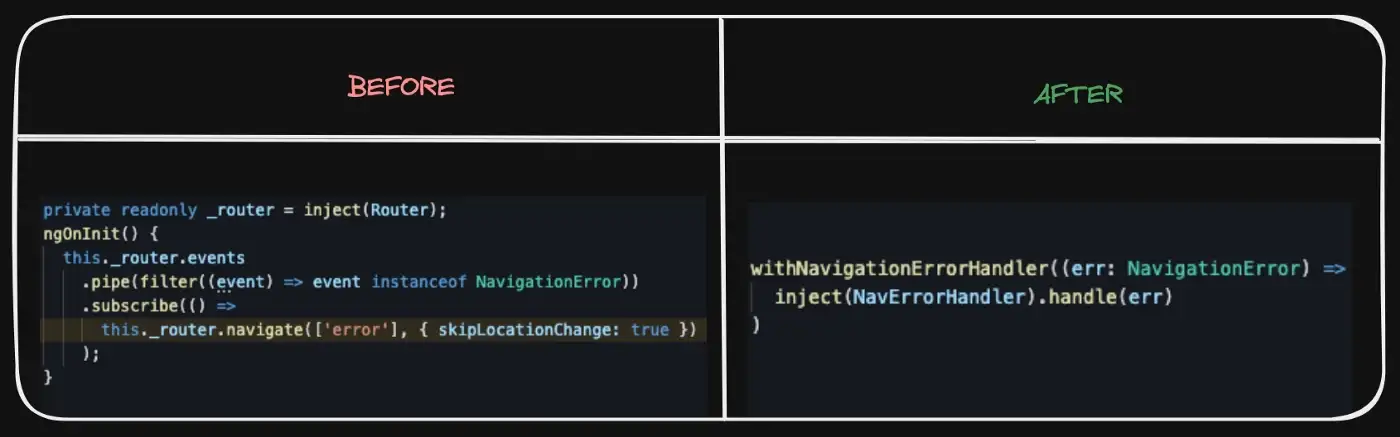 BEFORE
AFTER
private readonly _router = inject(Router);
ngOnInit() {
this._router.events
.pipe(filter((event) => event instanceof NavigationError))
.subscribe(() =>
this._router.navigate(['error'], { skipLocationChange: true })
);
}
withNavigationErrorHandler((err: NavigationError) =>
inject(NavErrorHandler).handle(err)
)